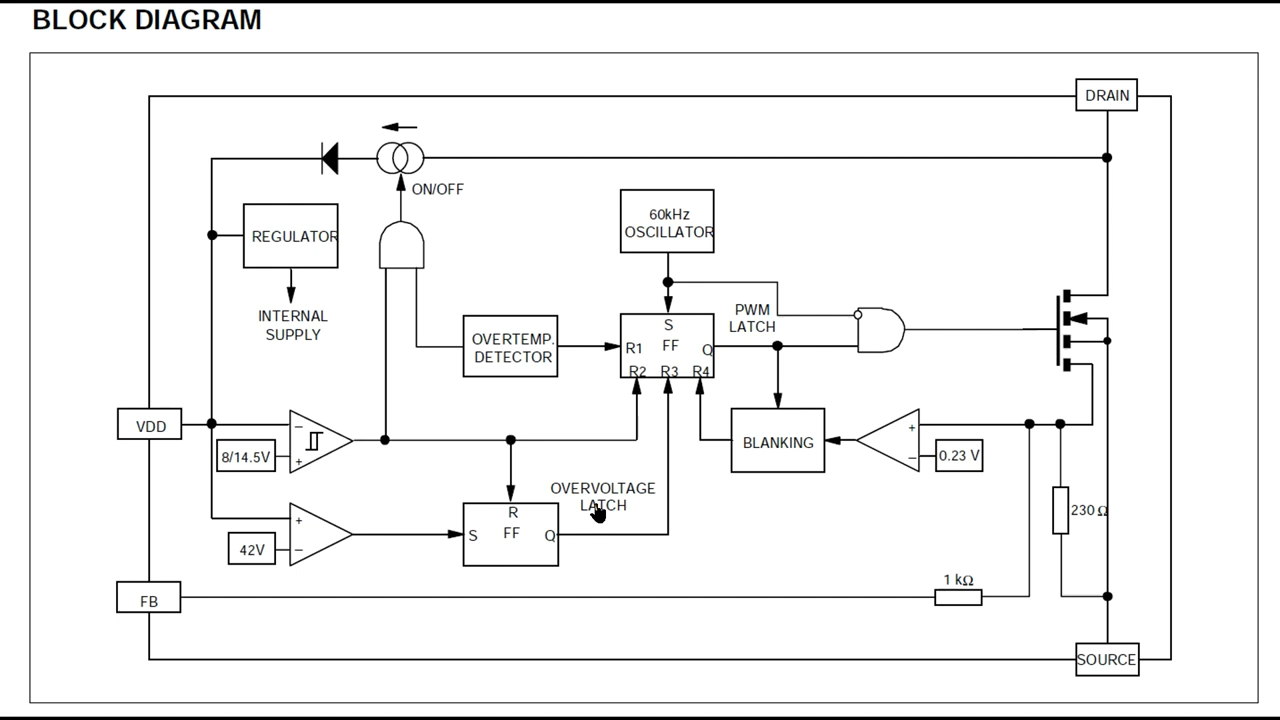 BLOCK DIAGRAM
DRAIN
ON/OFF
REGULATOR
60kHz
OSCILLATOR
INTERNAL
SUPPLY
PWM
LATCH
OVERTEMP.
DETECTOR
S
R1 FF Q
R2 R3 R4
VDD
8/14.5V
−
+
BLANKING
+
−
0.23 V
OVERVOLTAGE
LATCH
R
S FF Q
230 Ω
+
−
42V
1 kΩ
FB
SOURCE